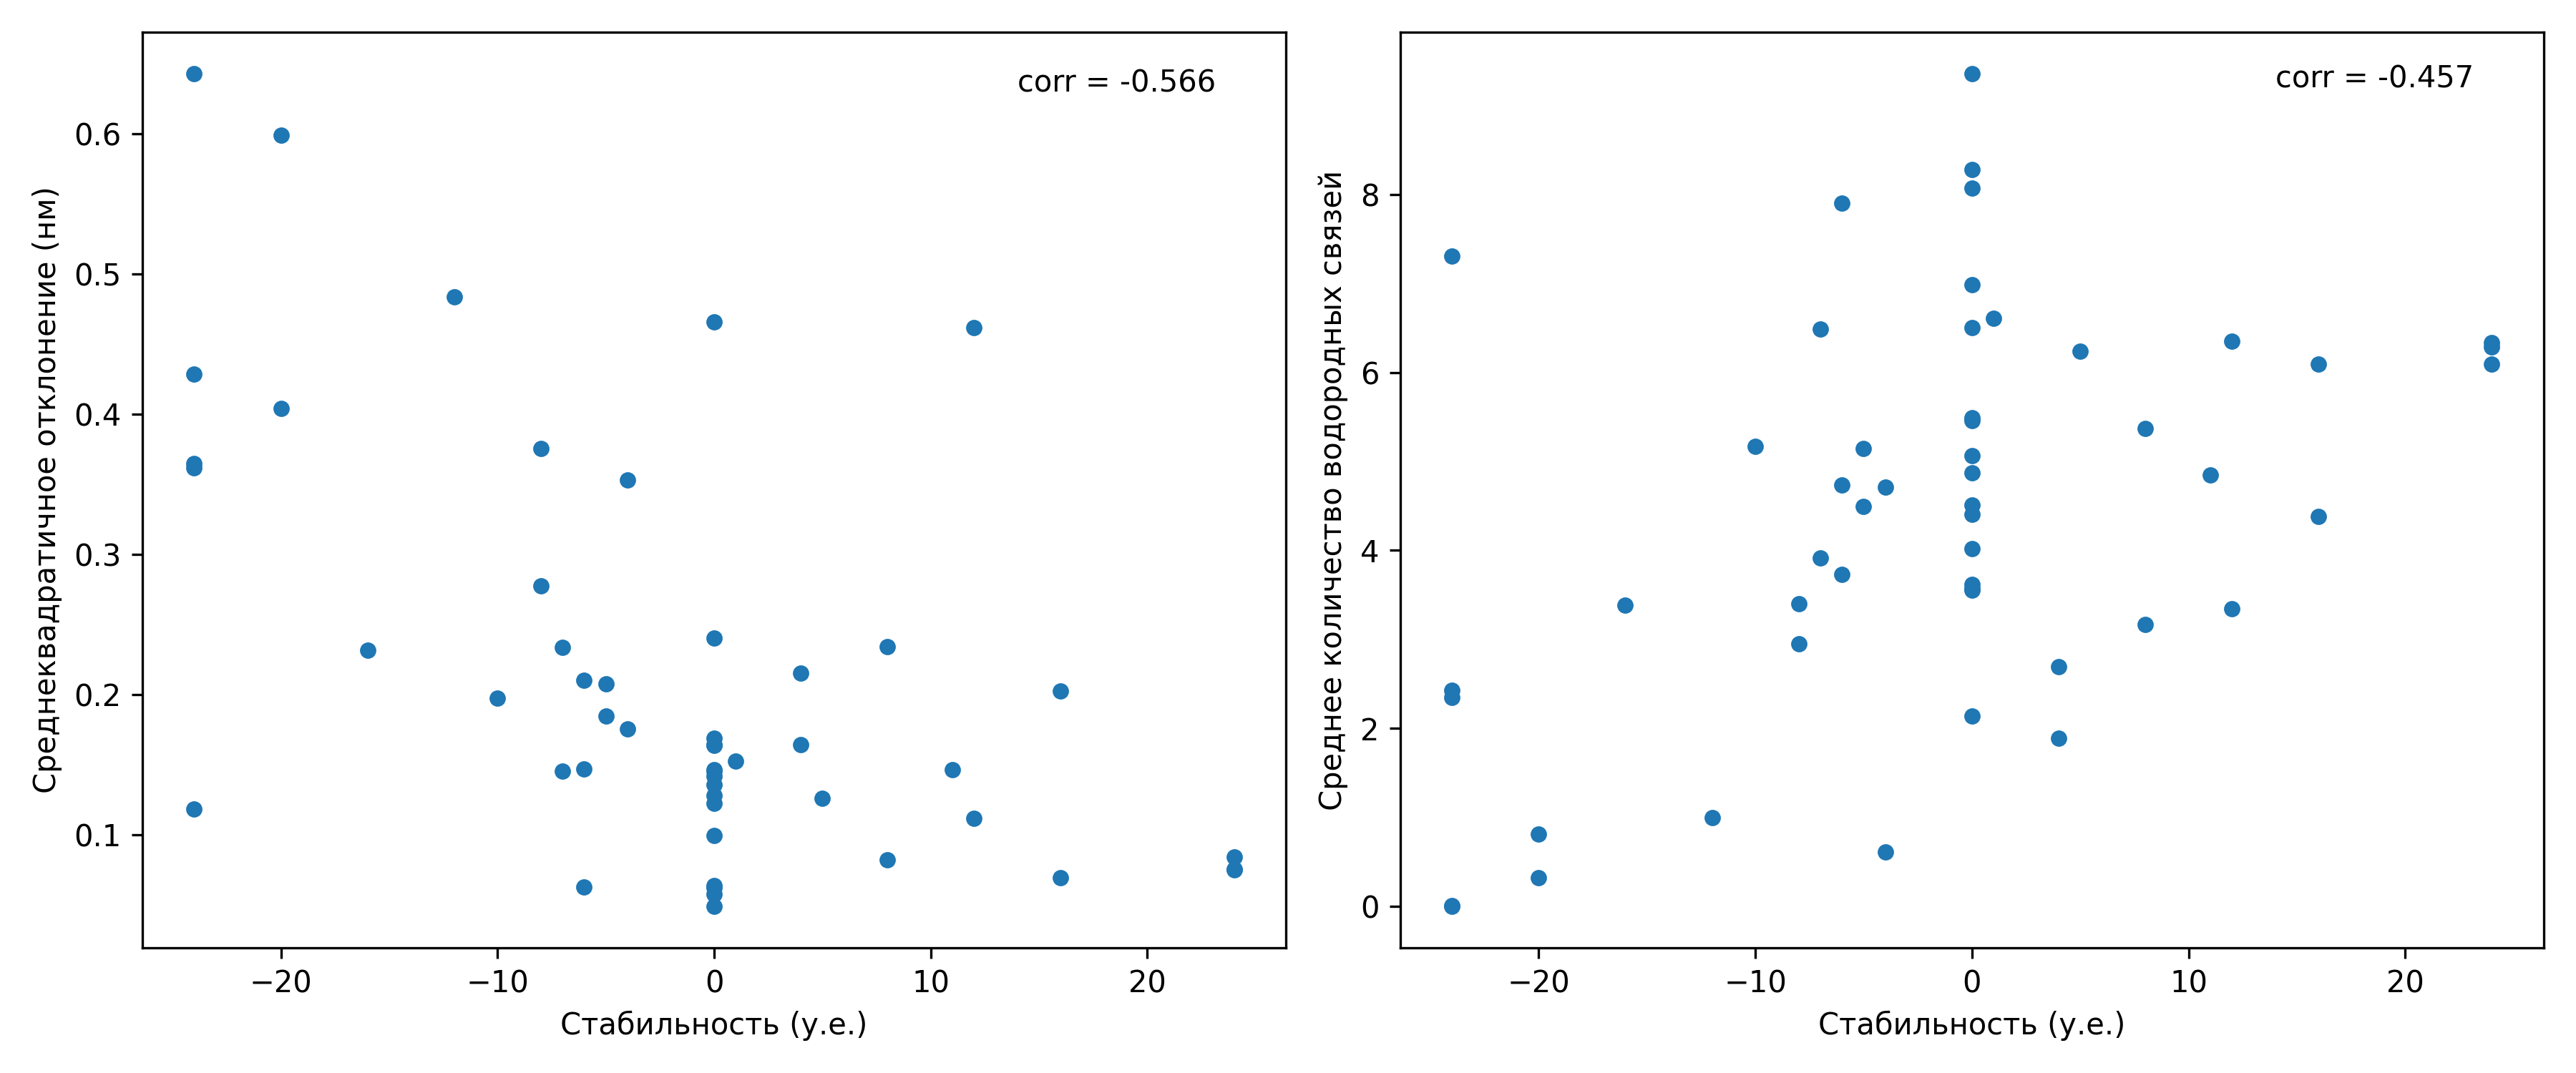 corr = -0.566
Среднеквадратичное отклонение (нм)
0.6
0.5
0.4
0.3
0.2
0.1
−20 −10 0 10 20
Стабильность (у.е.)
corr = -0.457
Среднее количество водородных связей
8
6
4
2
0
−20 −10 0 10 20
Стабильность (у.е.)